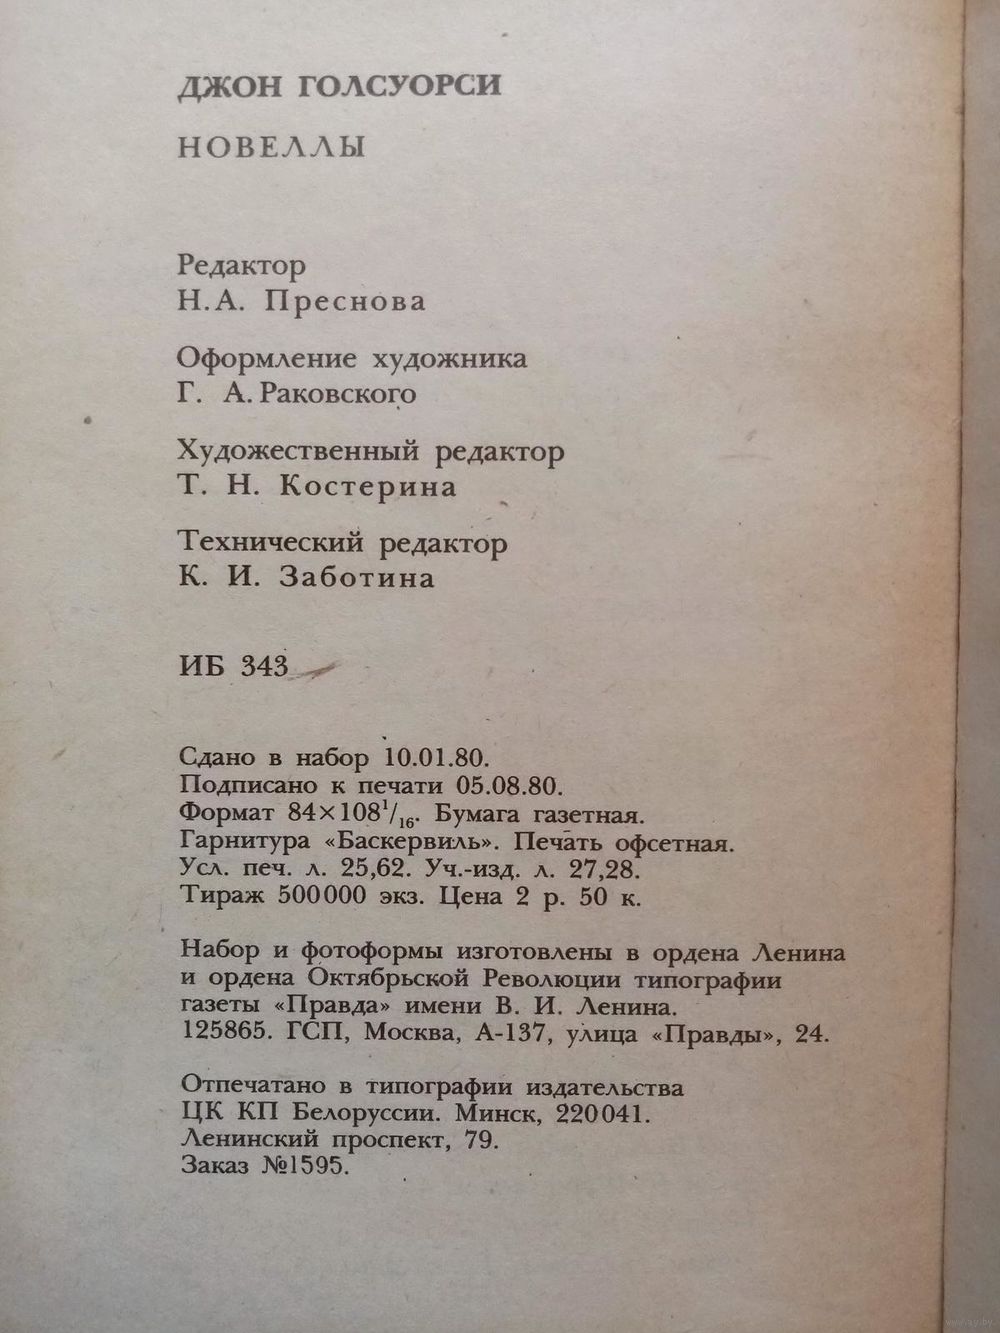 ДЖОН ГОЛСУОРСИ
НОВЕЛЛЫ
Редактор
Н.А. Преснова
Оформление художника
Г. А. Раковского
Художественный редактор
Т. Н. Костерина
Технический редактор
К. И. Заботина
ИБ 343
Сдано в набор 10.01.80.
Подписано к печати 05.08.80.
Формат 84×108¹/₁₆. Бумага газетная.
Гарнитура «Баскервиль». Печать офсетная.
Усл. печ. л. 25,62. Уч.-изд. л. 27,28.
Тираж 500000 экз. Цена 2 р. 50 к.
Набор и фотоформы изготовлены в ордена Ленина
и ордена Октябрьской Революции типографии
газеты «Правда» имени В. И. Ленина.
125865. ГСП, Москва, А-137, улица «Правды», 24.
Отпечатано в типографии издательства
ЦК КП Белоруссии. Минск, 220041.
Ленинский проспект, 79.
Заказ №1595.
www.ay.by